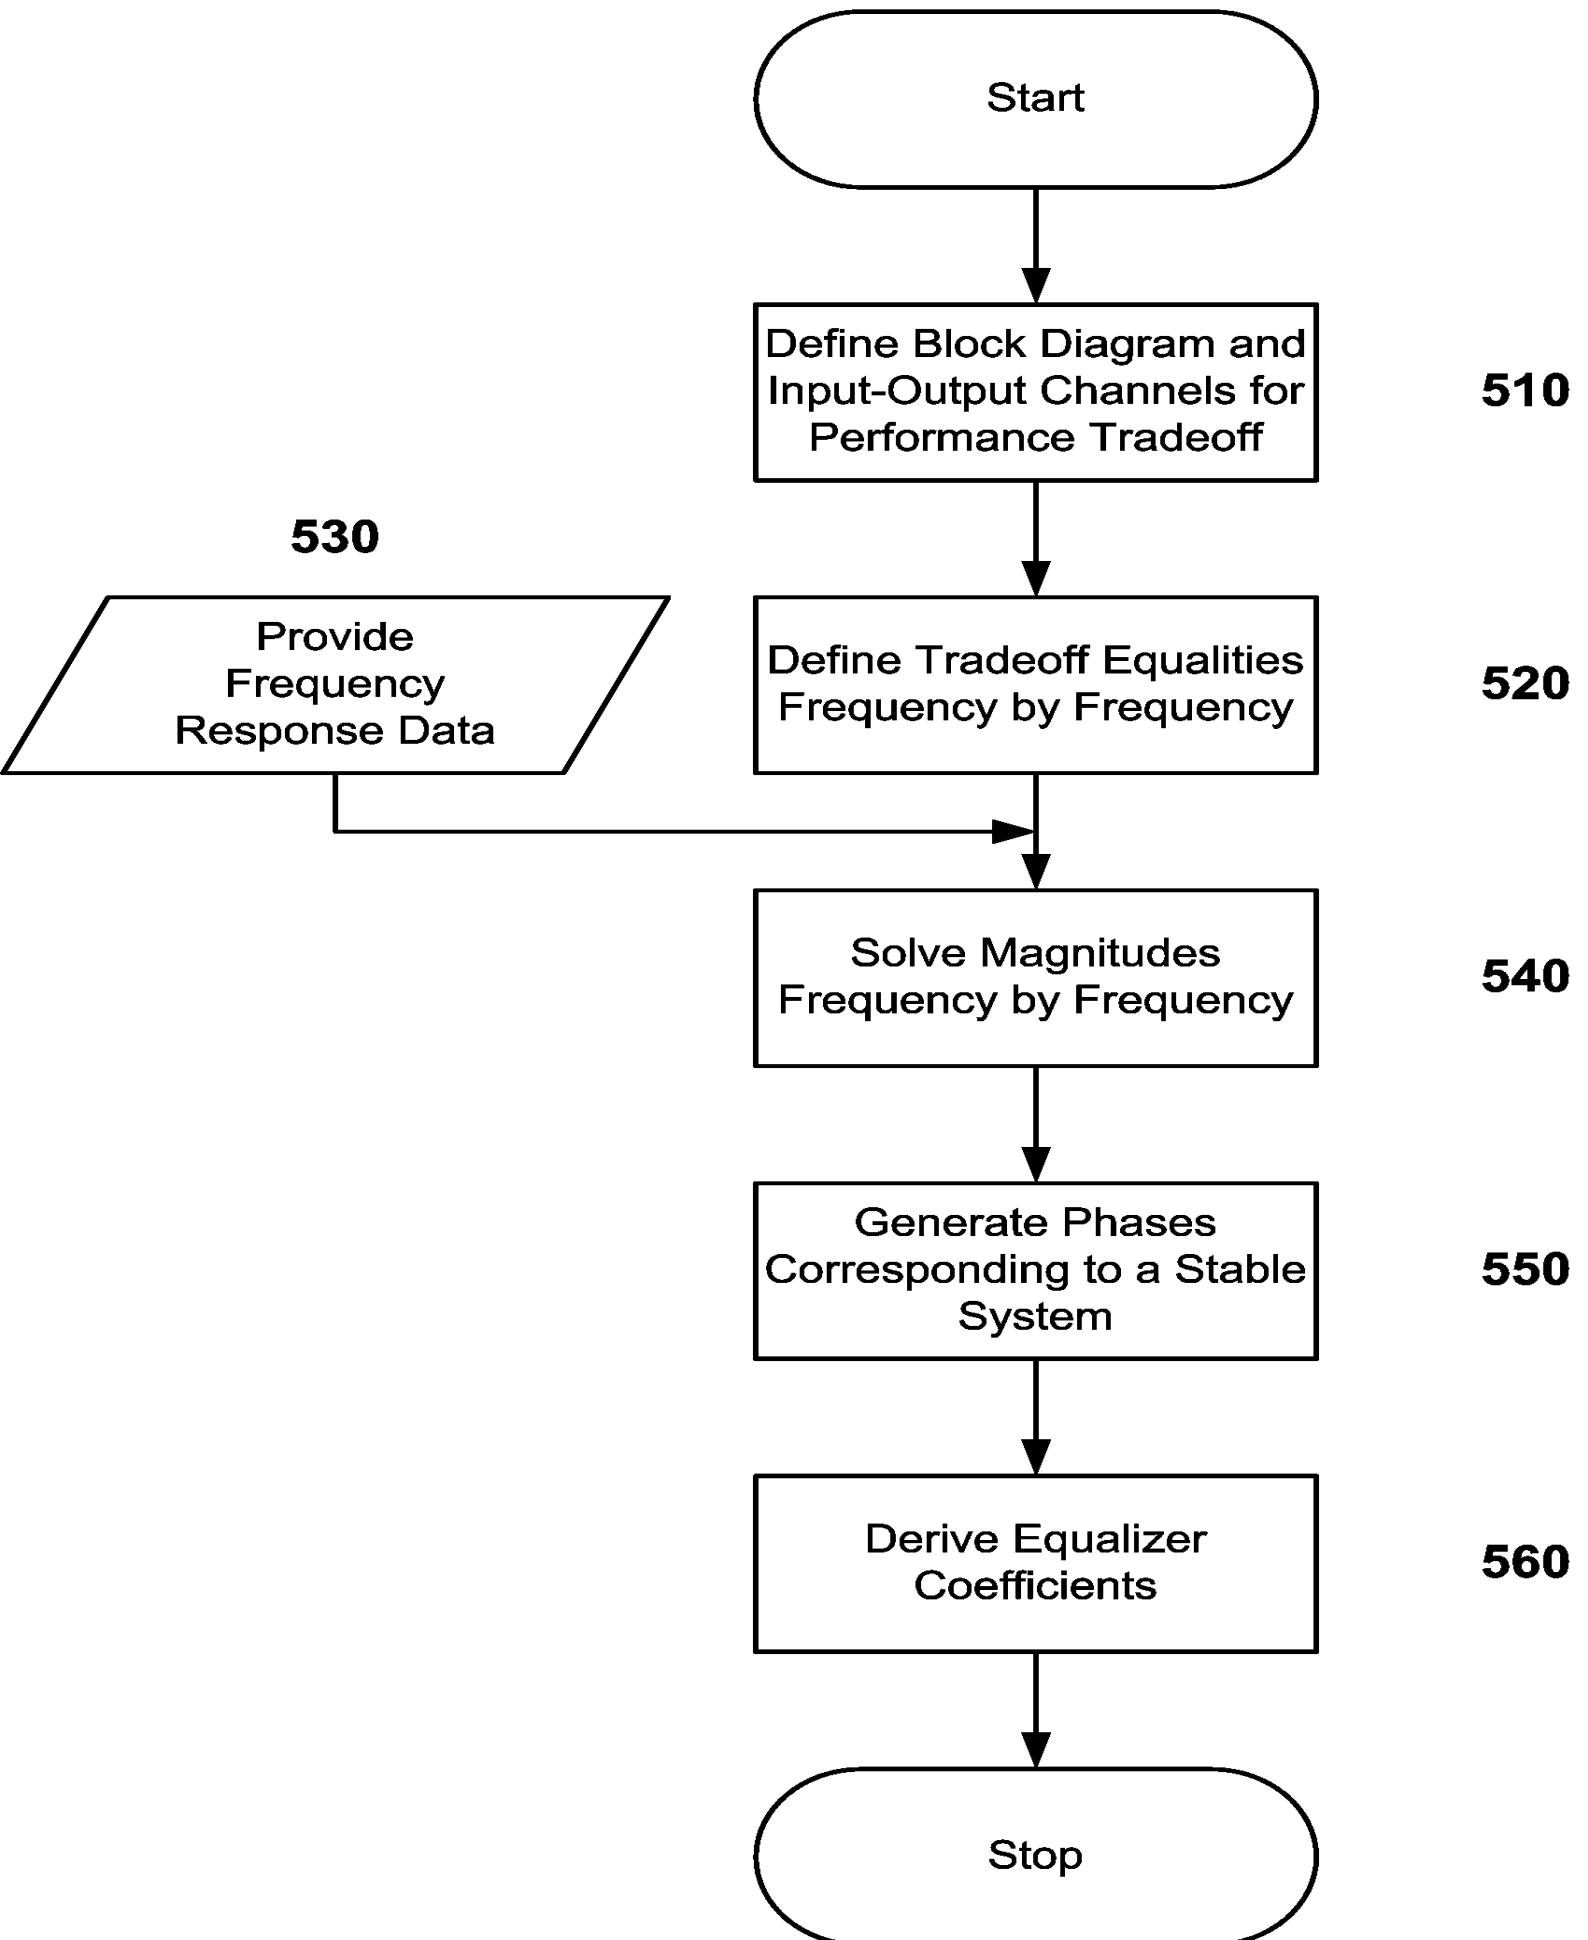 Start
Define Block Diagram and
Input-Output Channels for
Performance Tradeoff
510
530
Provide
Frequency
Response Data
Define Tradeoff Equalities
Frequency by Frequency
520
Solve Magnitudes
Frequency by Frequency
540
Generate Phases
Corresponding to a Stable
System
550
Derive Equalizer
Coefficients
560
Stop